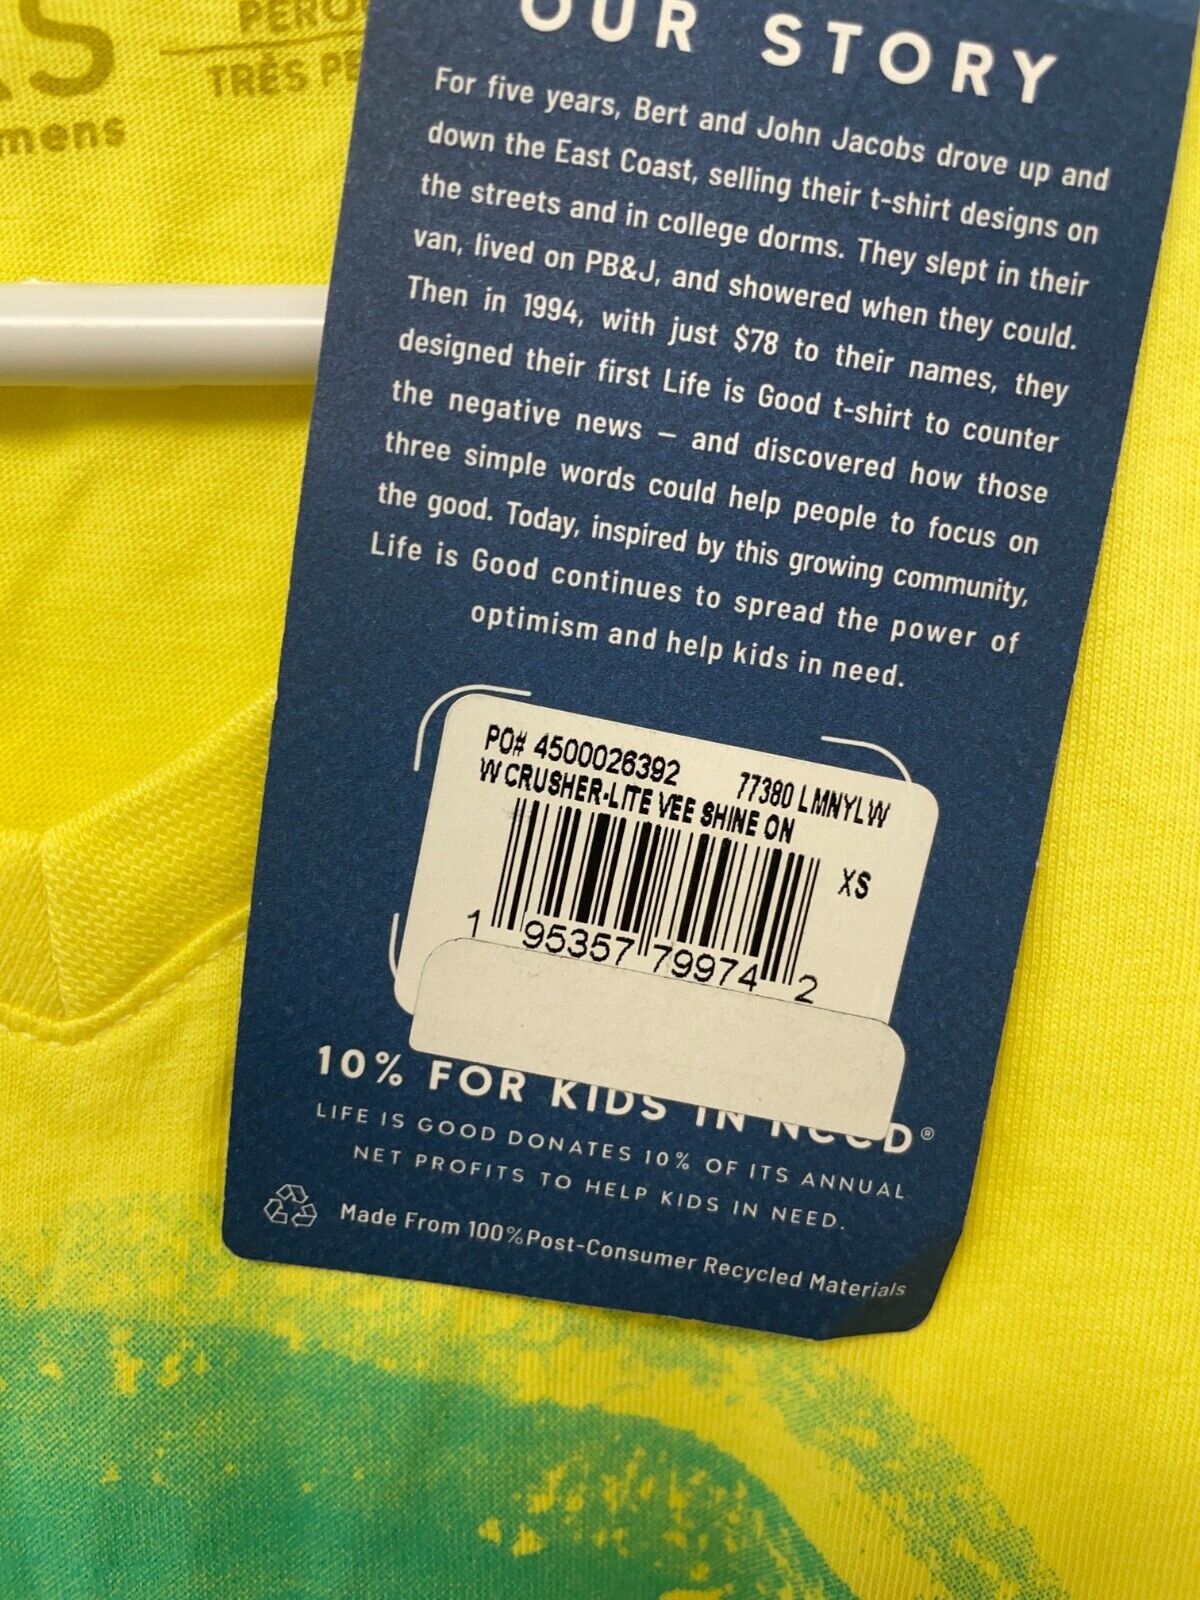 XS
mens
TRÈS
OUR STORY
For five years, Bert and John Jacobs drove up and
down the East Coast, selling their t-shirt designs on
the streets and in college dorms. They slept in their
van, lived on PB&J, and showered when they could.
Then in 1994, with just $78 to their names, they
designed their first Life is Good t-shirt to counter
the negative news – and discovered how those
three simple words could help people to focus on
the good. Today, inspired by this growing community,
Life is Good continues to spread the power of
optimism and help kids in need.
PO# 4500026392 77380 LMNYLW
W CRUSHER-LITE VEE SHINE ON
XS
1 95357 79974 2
10% FOR KIDS IN NEED®
LIFE IS GOOD DONATES 10% OF ITS ANNUAL
NET PROFITS TO HELP KIDS IN NEED.
Made From 100%Post-Consumer Recycled Materials